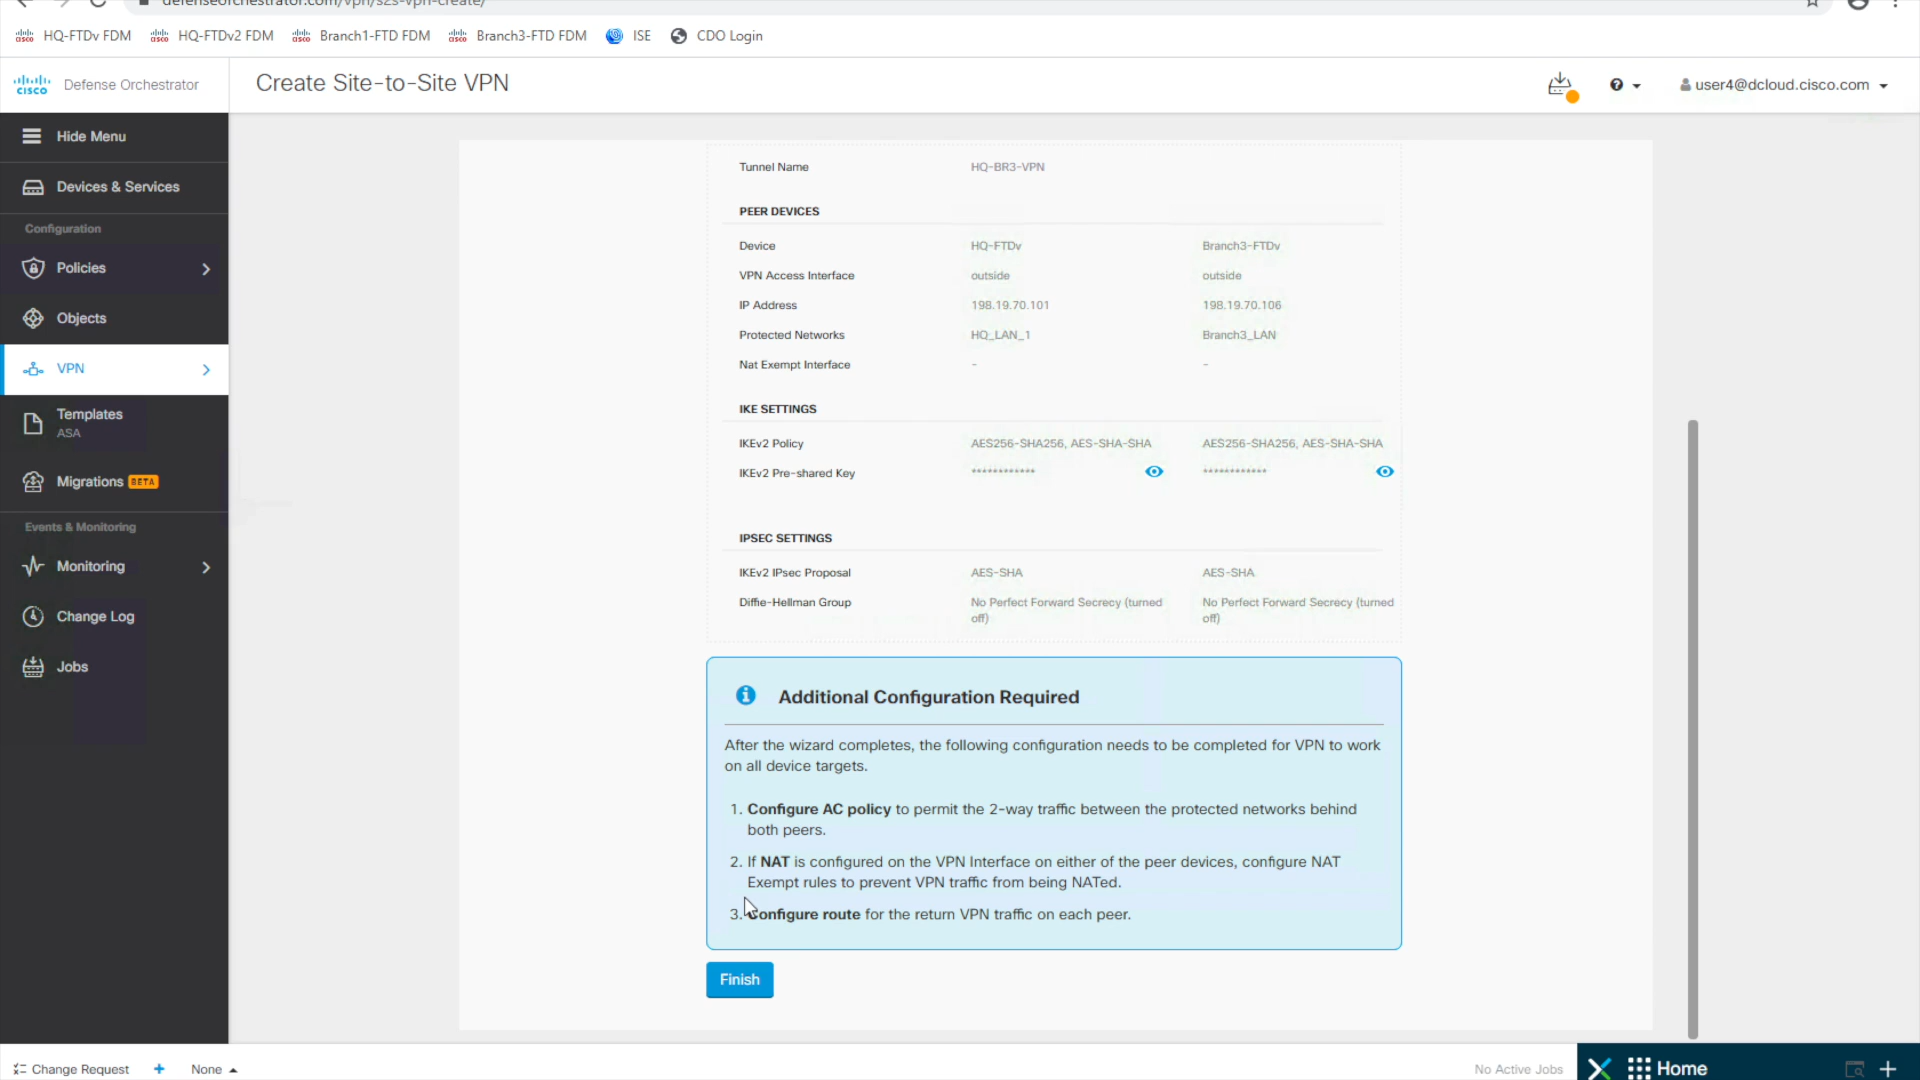 defenseorchestrator.com/vpn/s2s-vpn-create/
HQ-FTDv FDM
HQ-FTDv2 FDM
Branch1-FTD FDM
Branch3-FTD FDM
ISE
CDO Login
cisco Defense Orchestrator
Create Site-to-Site VPN
user4@dcloud.cisco.com
Hide Menu
Devices & Services
Configuration
Policies
Objects
VPN
Templates
ASA
Migrations BETA
Events & Monitoring
Monitoring
Change Log
Jobs
Tunnel Name HQ-BR3-VPN
PEER DEVICES
Device HQ-FTDv Branch3-FTDv
VPN Access Interface outside outside
IP Address 198.19.70.101 198.19.70.106
Protected Networks HQ_LAN_1 Branch3_LAN
Nat Exempt Interface - -
IKE SETTINGS
IKEv2 Policy AES256-SHA256, AES-SHA-SHA AES256-SHA256, AES-SHA-SHA
IKEv2 Pre-shared Key ************ ************
IPSEC SETTINGS
IKEv2 IPsec Proposal AES-SHA AES-SHA
Diffie-Hellman Group No Perfect Forward Secrecy (turned off) No Perfect Forward Secrecy (turned off)
Additional Configuration Required
After the wizard completes, the following configuration needs to be completed for VPN to work
on all device targets.
1. Configure AC policy to permit the 2-way traffic between the protected networks behind
both peers.
2. If NAT is configured on the VPN Interface on either of the peer devices, configure NAT
Exempt rules to prevent VPN traffic from being NATed.
3. Configure route for the return VPN traffic on each peer.
Finish
Change Request + None
No Active Jobs
Home